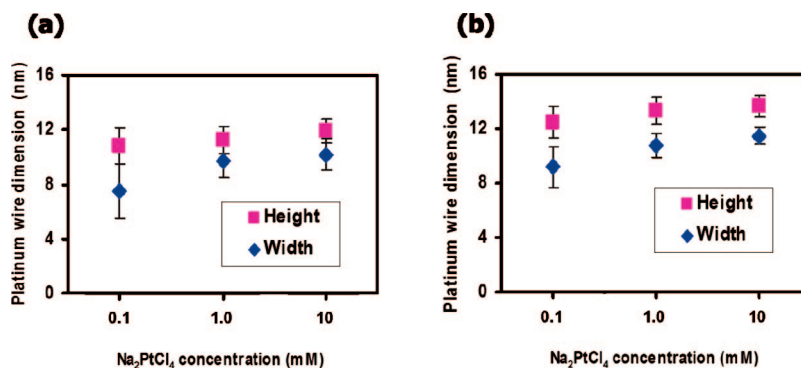 (a)
Platinum wire dimension (nm)
16
12
8
4
0
Height
Width
0.1
1.0
10
Na₂PtCl₄ concentration (mM)
(b)
Platinum wire dimension (nm)
16
12
8
4
0
Height
Width
0.1
1.0
10
Na₂PtCl₄ concentration (mM)